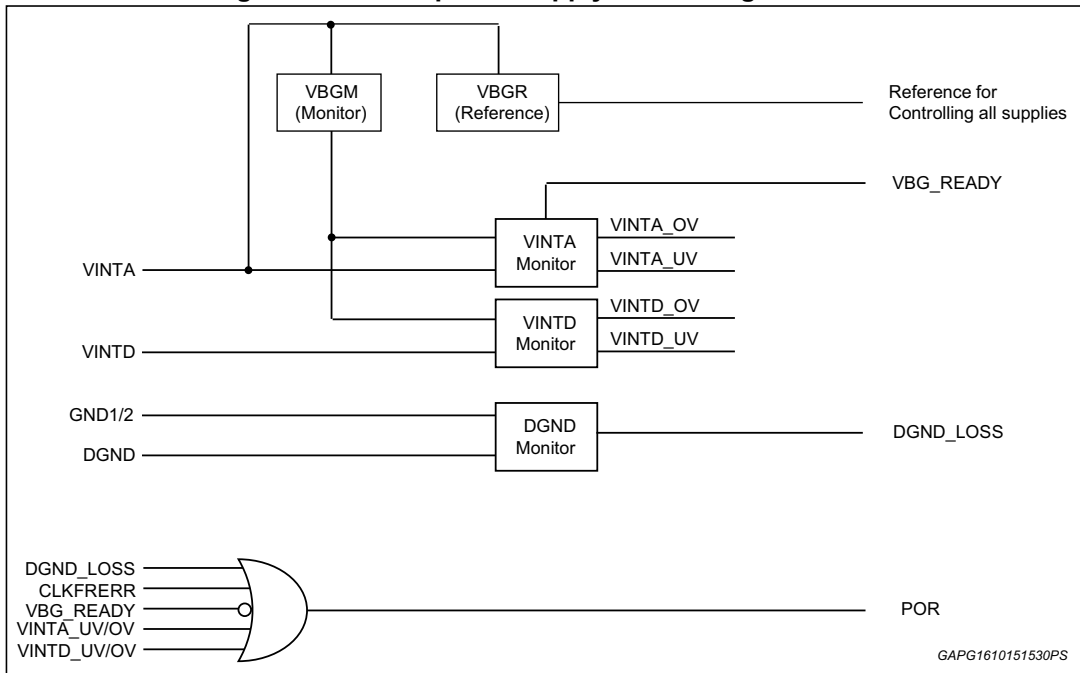 VBGM
(Monitor)
VBGR
(Reference)
Reference for
Controlling all supplies
VBG_READY
VINTA
Monitor
VINTA_OV
VINTA_UV
VINTA
VINTD
Monitor
VINTD_OV
VINTD_UV
VINTD
GND1/2
DGND
DGND
Monitor
DGND_LOSS
DGND_LOSS
CLKFRERR
VBG_READY
VINTA_UV/OV
VINTD_UV/OV
POR
GAPG1610151530PS